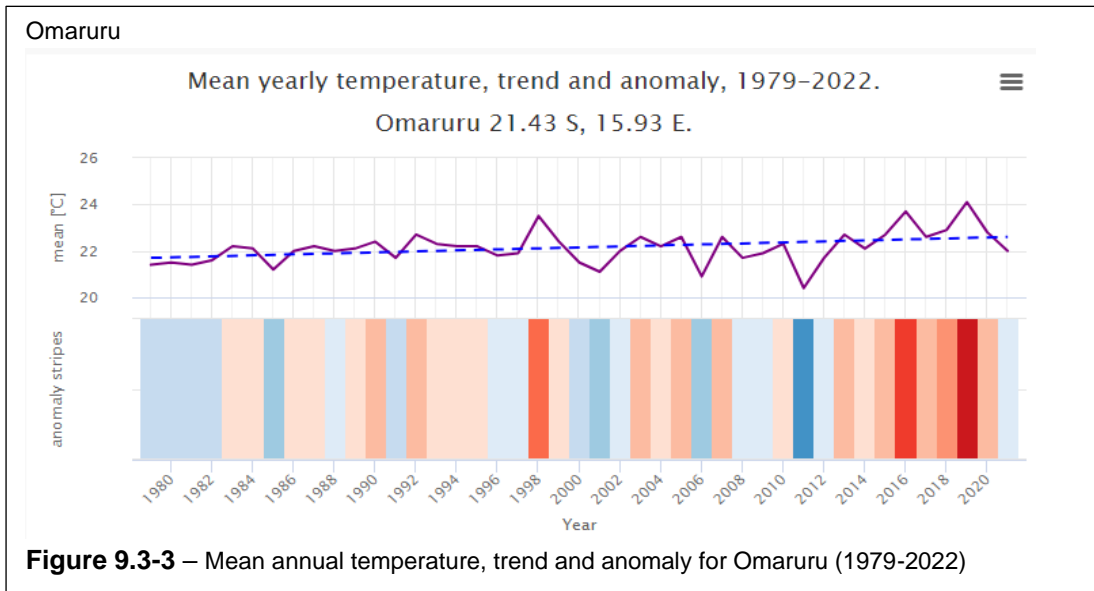 Omaruru
Mean yearly temperature, trend and anomaly, 1979-2022.
Omaruru 21.43 S, 15.93 E.
26
24
22
20
mean [°C]
anomaly stripes
1980 1982 1984 1986 1988 1990 1992 1994 1996 1998 2000 2002 2004 2006 2008 2010 2012 2014 2016 2018 2020
Year
Figure 9.3-3 – Mean annual temperature, trend and anomaly for Omaruru (1979-2022)